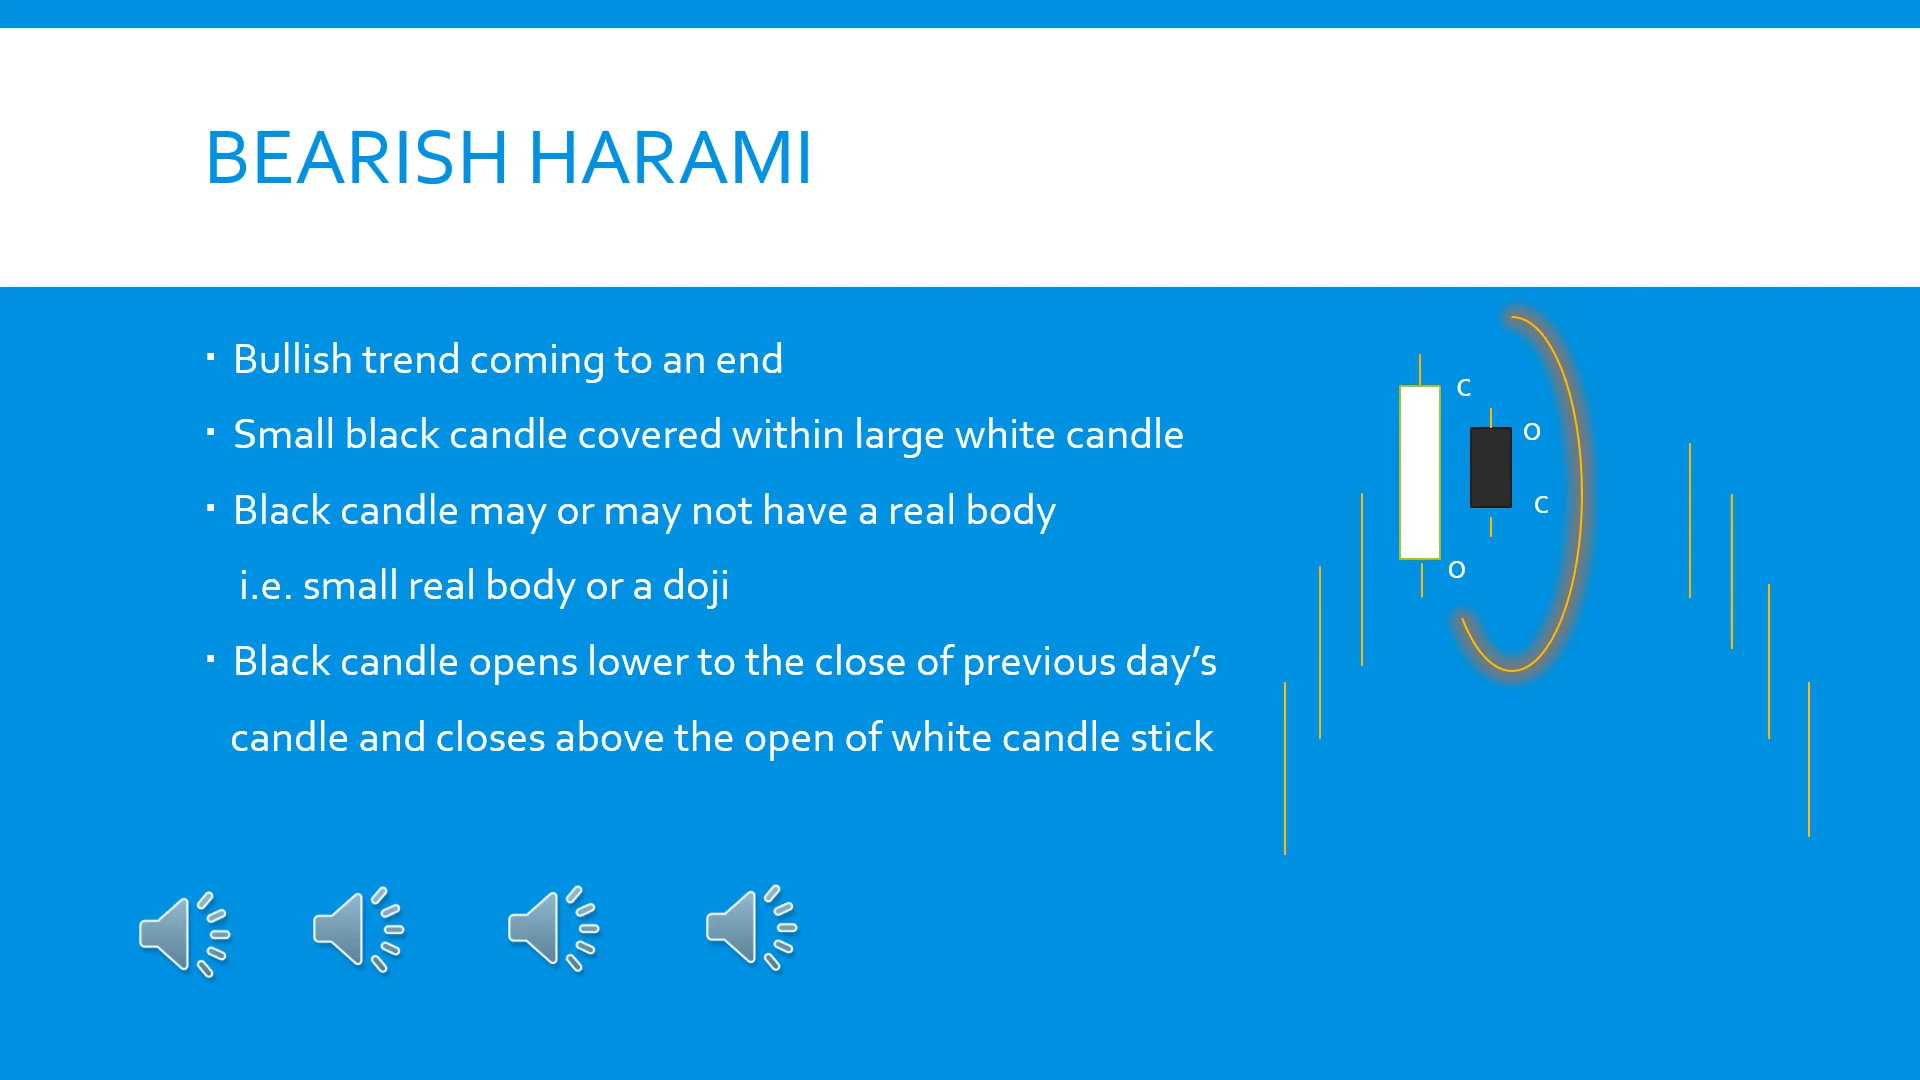 BEARISH HARAMI
▪ Bullish trend coming to an end
▪ Small black candle covered within large white candle
▪ Black candle may or may not have a real body
i.e. small real body or a doji
▪ Black candle opens lower to the close of previous day’s
candle and closes above the open of white candle stick
c
o
c
o